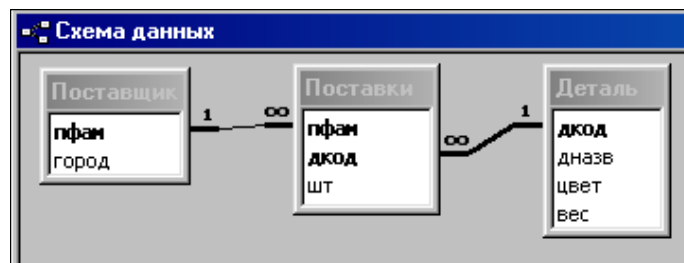 Схема данных
Поставщик
пфам
город
1
∞
Поставки
пфам
дкод
шт
∞
1
Деталь
дкод
дназв
цвет
вес